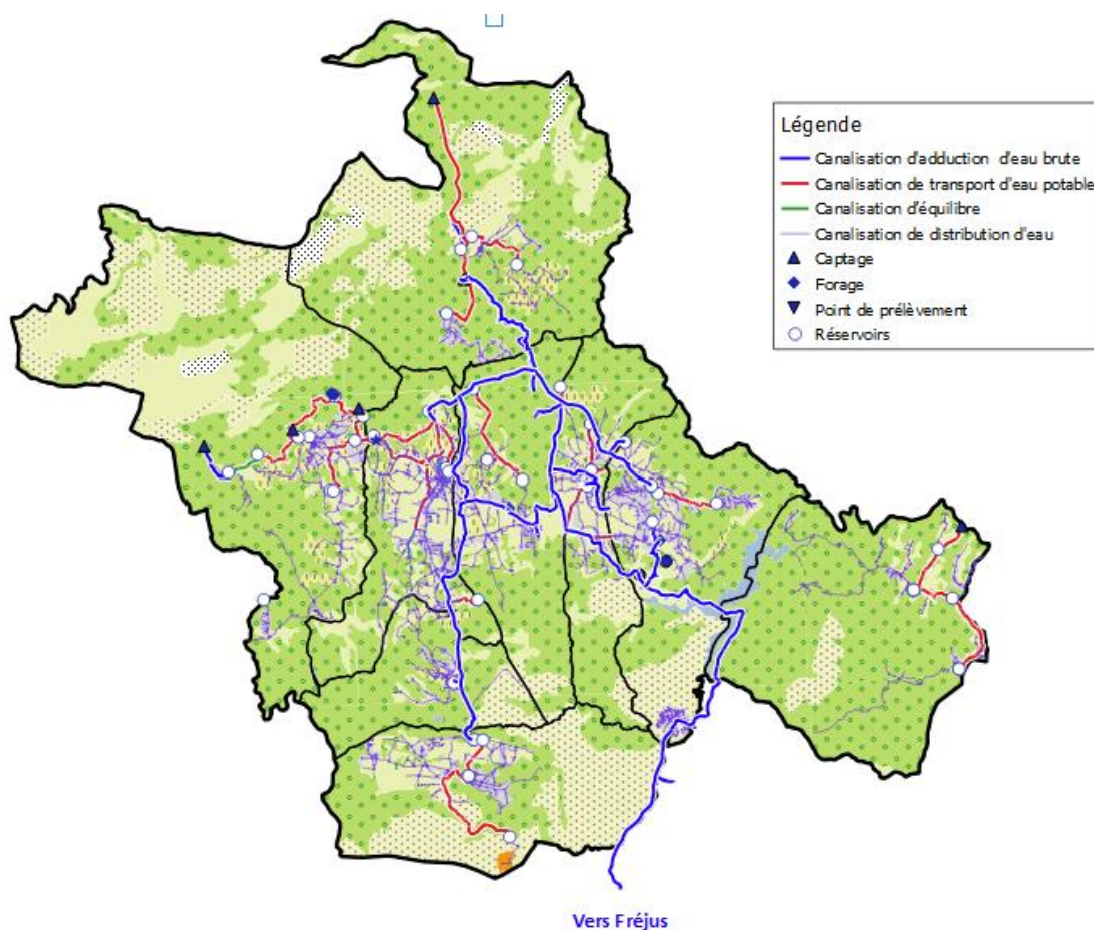 Légende
Canalisation d'adduction d'eau brute
Canalisation de transport d'eau potable
Canalisation d'équilibre
Canalisation de distribution d'eau
Captage
Forage
Point de prélèvement
Réservoirs
Vers Fréjus